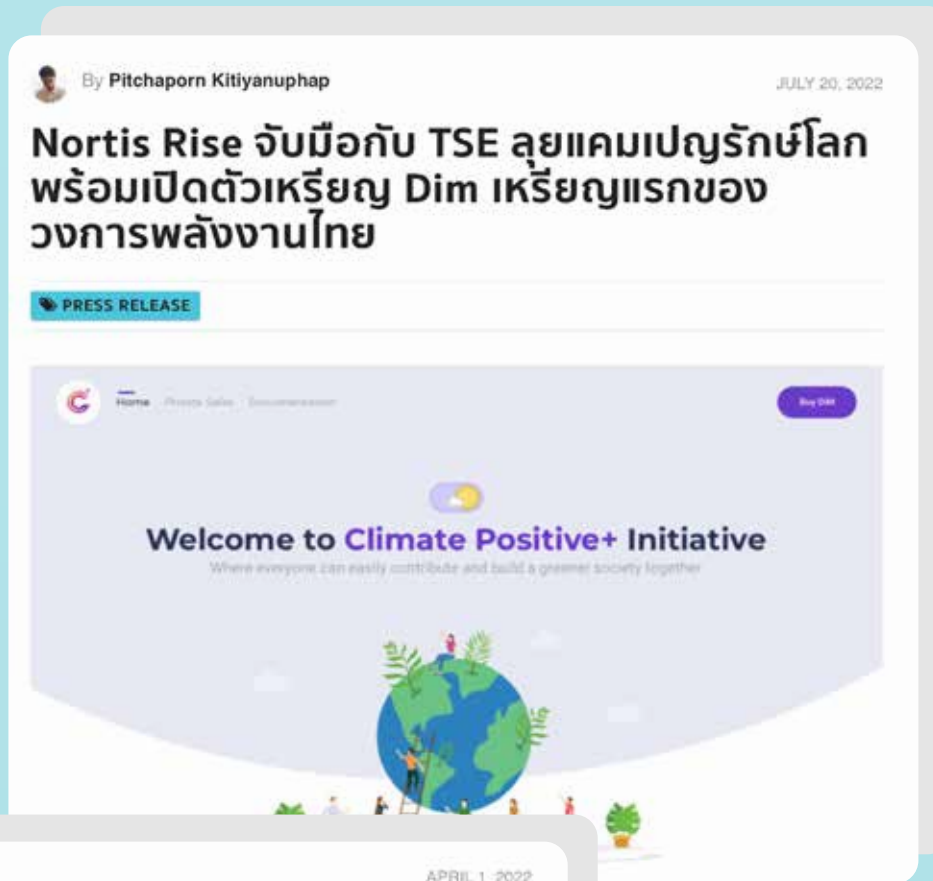 By Pitchaporn Kitiyanuphap
JULY 20, 2022
Nortis Rise จับมือกับ TSE ลุยแคมเปญรักษ์โลก
พร้อมเปิดตัวเหรียญ Dim เหรียญแรกของ
วงการพลังงานไทย
PRESS RELEASE
Home Private Sales Documentation
Buy DIM
Welcome to Climate Positive+ Initiative
Where everyone can easily contribute and build a greener society together
APRIL 1, 2022